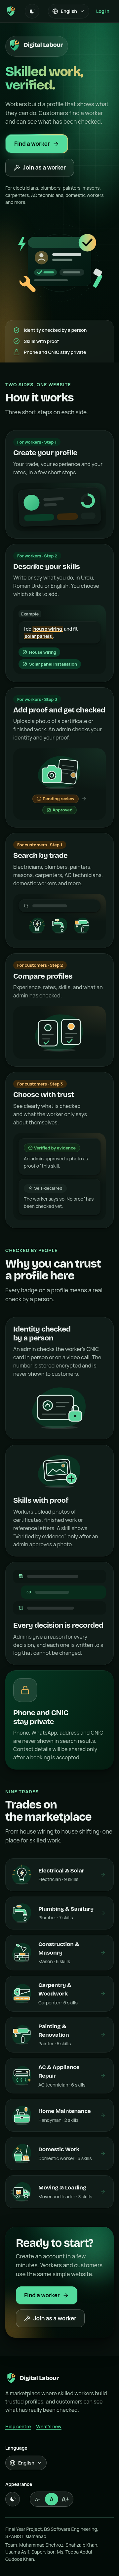 English
Log in
Digital Labour
Skilled work,
verified.
Workers build a profile that shows what
they can do. Customers find a worker
and can see what has been checked.
Find a worker →
Join as a worker
For electricians, plumbers, painters, masons,
carpenters, AC technicians, domestic workers
and more.
Identity checked by a person
Skills with proof
Phone and CNIC stay private
TWO SIDES, ONE WEBSITE
How it works
Three short steps on each side.
For workers · Step 1
Create your profile
Your trade, your experience and your
rates, in a few short steps.
For workers · Step 2
Describe your skills
Write or say what you do, in Urdu,
Roman Urdu or English. You choose
which skills to add.
Example
I do house wiring and fit
solar panels.
House wiring
Solar panel installation
For workers · Step 3
Add proof and get checked
Upload a photo of a certificate or
finished work. An admin checks your
identity and your proof.
Pending review →
Approved
For customers · Step 1
Search by trade
Electricians, plumbers, painters,
masons, carpenters, AC technicians,
domestic workers and more.
For customers · Step 2
Compare profiles
Experience, rates, skills, and what an
admin has checked.
For customers · Step 3
Choose with trust
See clearly what is checked
and what the worker only says
about themselves.
Verified by evidence
An admin approved a photo as
proof of this skill.
Self-declared
The worker says so. No proof has
been checked yet.
CHECKED BY PEOPLE
Why you can trust
a profile here
Every badge on a profile means a real
check by a person.
Identity checked
by a person
An admin checks the worker's CNIC
card in person or on a video call. The
number is stored encrypted and is
never shown to customers.
Skills with proof
Workers upload photos of
certificates, finished work or
reference letters. A skill shows
"Verified by evidence" only after
an admin approves a photo.
Every decision is recorded
Admins give a reason for every
decision, and each one is written to a
log that cannot be changed.
Phone and CNIC
stay private
Phone, WhatsApp, address and CNIC
are never shown in search results.
Contact details will be shared only
after a booking is accepted.
NINE TRADES
Trades on
the marketplace
From house wiring to house shifting: one
place for skilled work.
Electrical & Solar
Electrician · 9 skills
Plumbing & Sanitary
Plumber · 7 skills
Construction &
Masonry
Mason · 6 skills
Carpentry &
Woodwork
Carpenter · 6 skills
Painting &
Renovation
Painter · 5 skills
AC & Appliance
Repair
AC technician · 6 skills
Home Maintenance
Handyman · 2 skills
Domestic Work
Domestic worker · 6 skills
Moving & Loading
Mover and loader · 3 skills
Ready to start?
Create an account in a few
minutes. Workers and customers
use the same simple website.
Find a worker →
Join as a worker
Digital Labour
A marketplace where skilled workers build
trusted profiles, and customers can see
exactly what has really been checked.
Help centre What's new
Language
English
Appearance
A- A A+
Final Year Project, BS Software Engineering,
SZABIST Islamabad.
Team: Muhammad Shehroz, Shahzaib Khan,
Usama Asif. Supervisor: Ms. Tooba Abdul
Qudoos Khan.